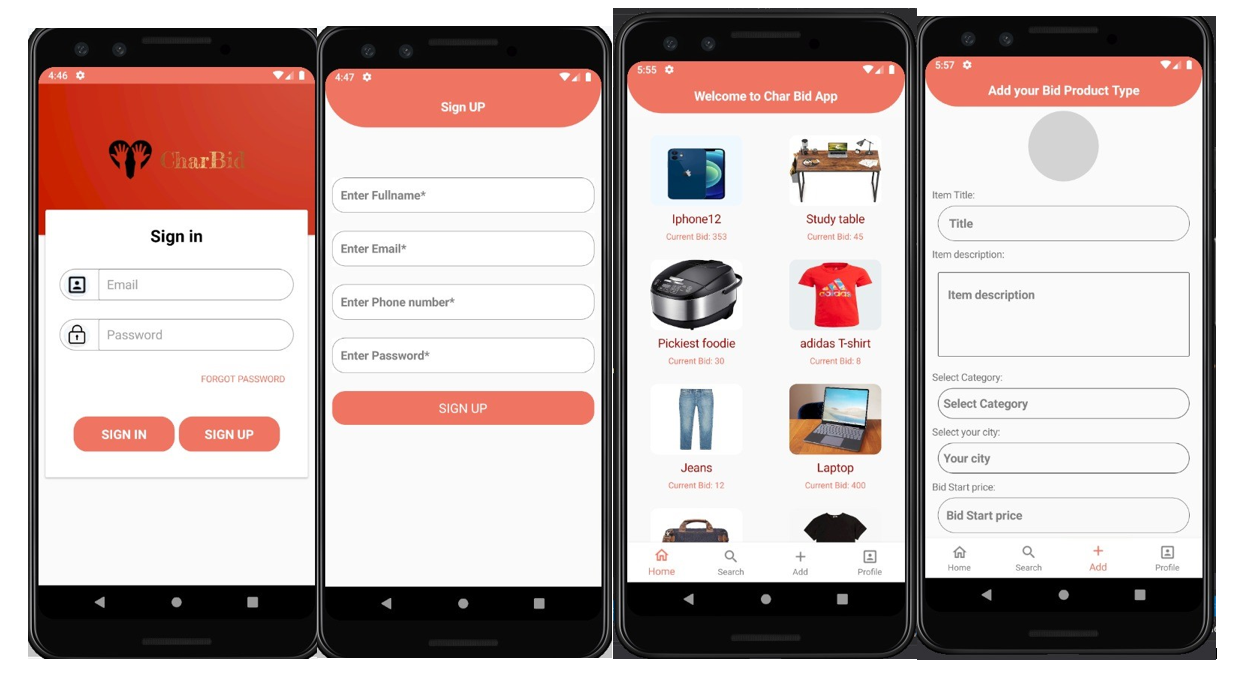 4:46
CharBid
Sign in
Email
Password
FORGOT PASSWORD
SIGN IN
SIGN UP
4:47
Sign UP
Enter Fullname*
Enter Email*
Enter Phone number*
Enter Password*
SIGN UP
5:55
Welcome to Char Bid App
Iphone12
Current Bid: 353
Study table
Current Bid: 45
adidas
Pickiest foodie
Current Bid: 30
adidas T-shirt
Current Bid: 8
Jeans
Current Bid: 12
Laptop
Current Bid: 400
Home
Search
Add
Profile
5:57
Add your Bid Product Type
Item Title:
Title
Item description:
Item description
Select Category:
Select Category
Select your city:
Your city
Bid Start price:
Bid Start price
Home
Search
Add
Profile